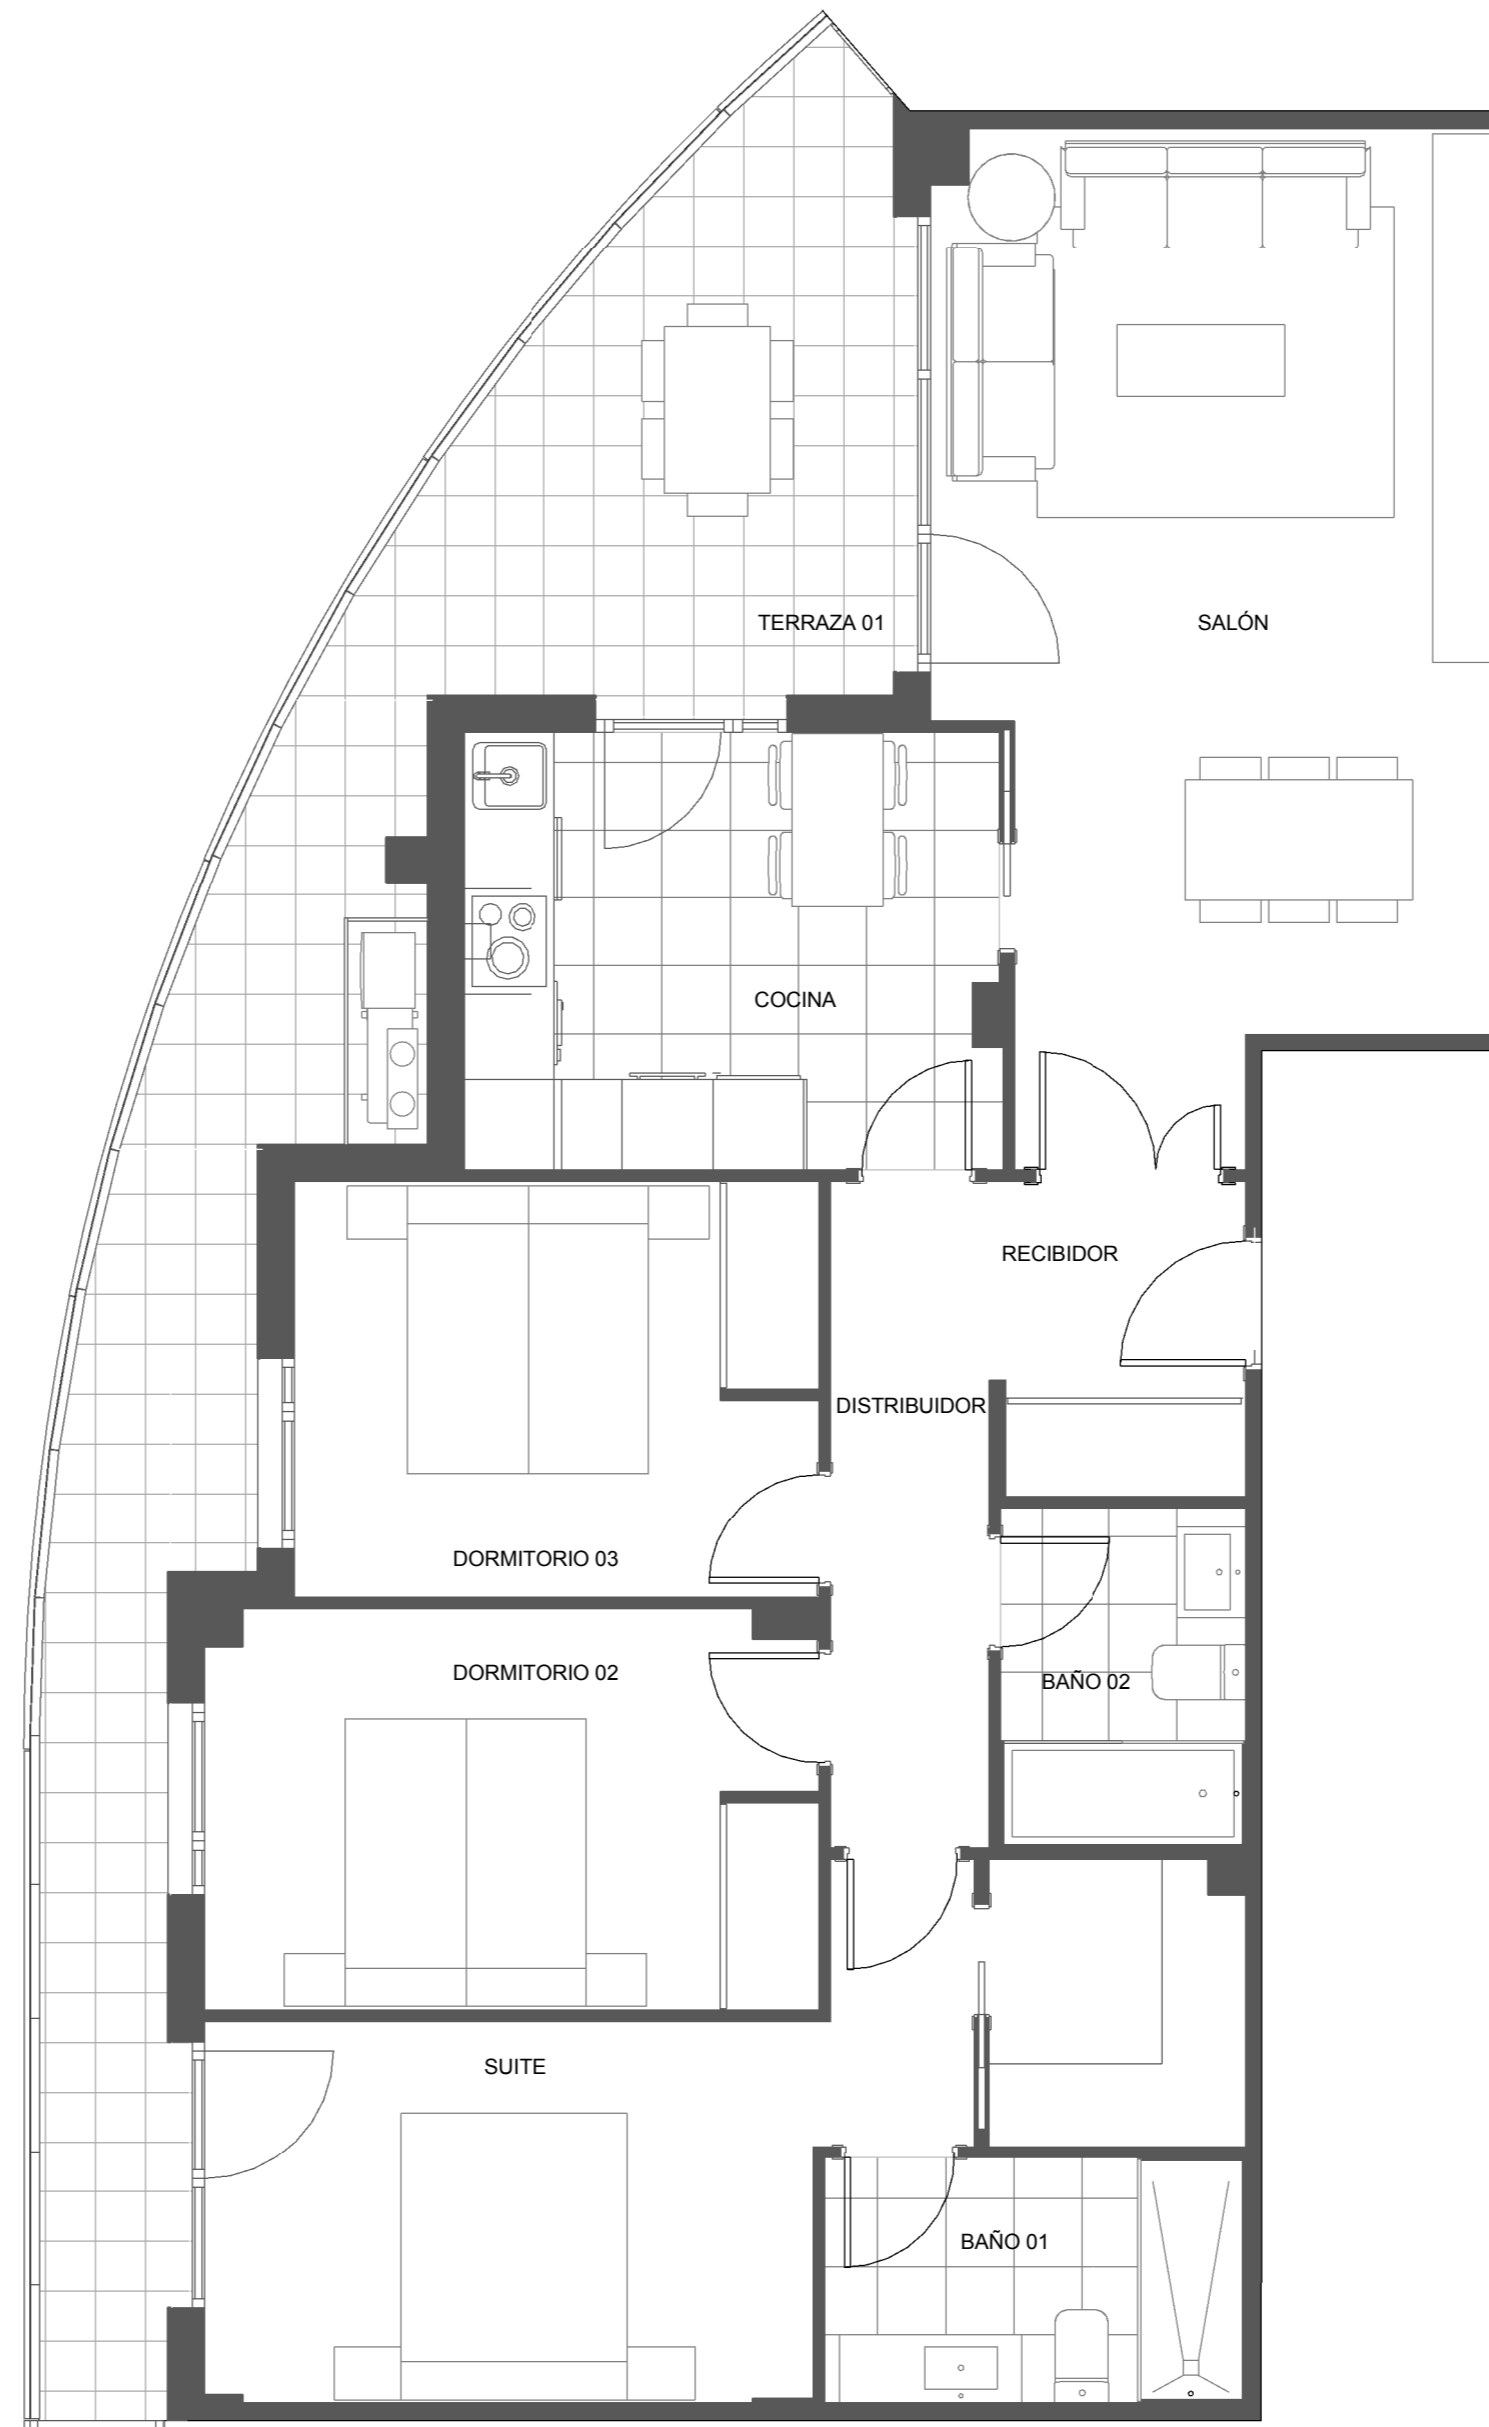 TERRAZA 01
SALÓN
COCINA
RECIBIDOR
DISTRIBUIDOR
DORMITORIO 03
DORMITORIO 02
BAÑO 02
SUITE
BAÑO 01